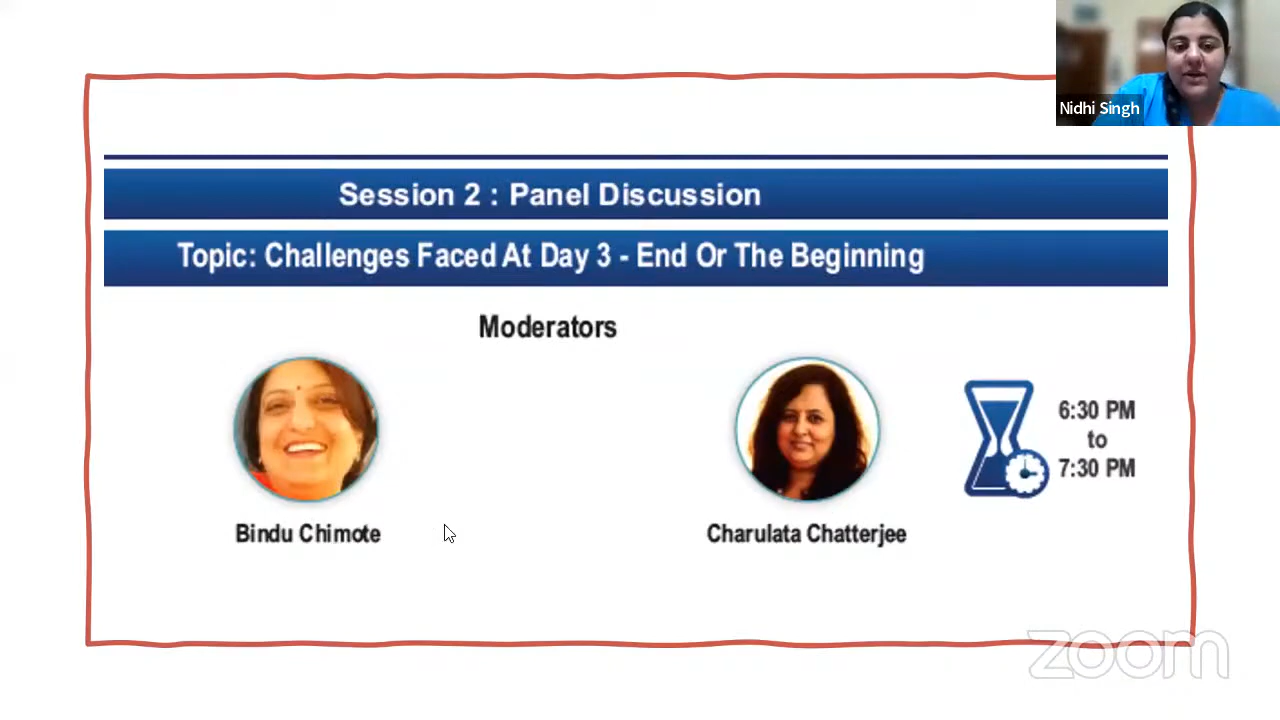 Nidhi Singh
Session 2 : Panel Discussion
Topic: Challenges Faced At Day 3 - End Or The Beginning
Moderators
6:30 PM
to
7:30 PM
Bindu Chimote
Charulata Chatterjee
zoom